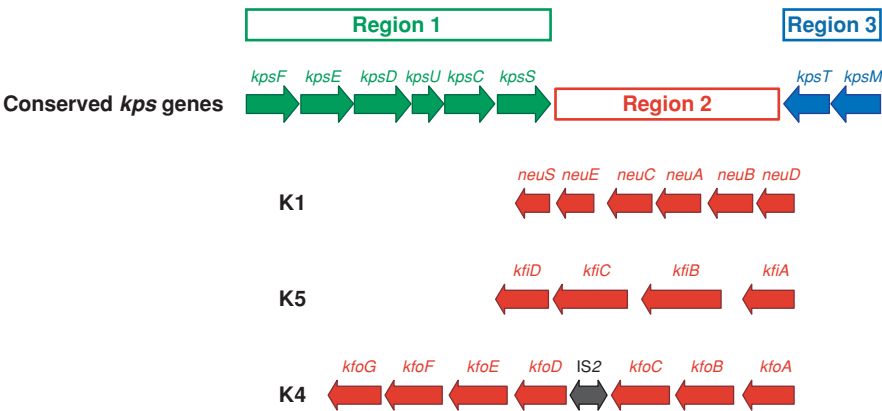 Region 1 Region 3
kpsF kpsE kpsD kpsU kpsC kpsS kpsT kpsM
Conserved kps genes Region 2
neuS neuE neuC neuA neuB neuD
K1
kfiD kfiC kfiB kfiA
K5
kfoG kfoF kfoE kfoD IS2 kfoC kfoB kfoA
K4